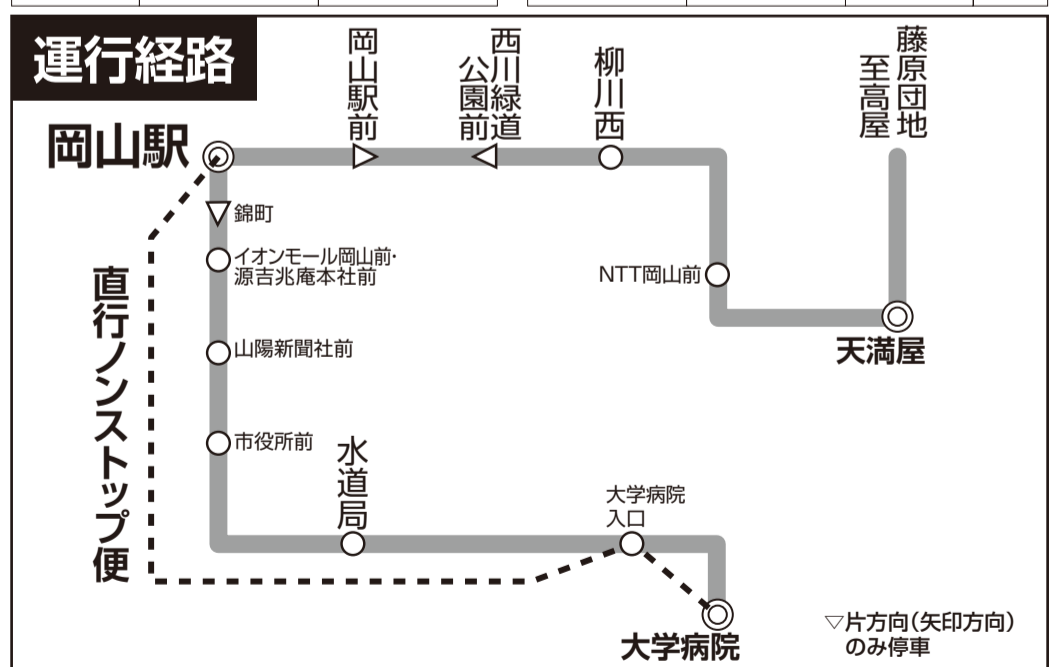 運行経路
岡山駅
岡山駅前
西川緑道
公園前
柳川西
藤原団地
至高屋
錦町
イオンモール岡山前・
源吉兆庵本社前
NTT岡山前
天満屋
直行ノンストップ便
山陽新聞社前
市役所前
水道局
大学病院
入口
大学病院
▽片方向(矢印方向)
のみ停車